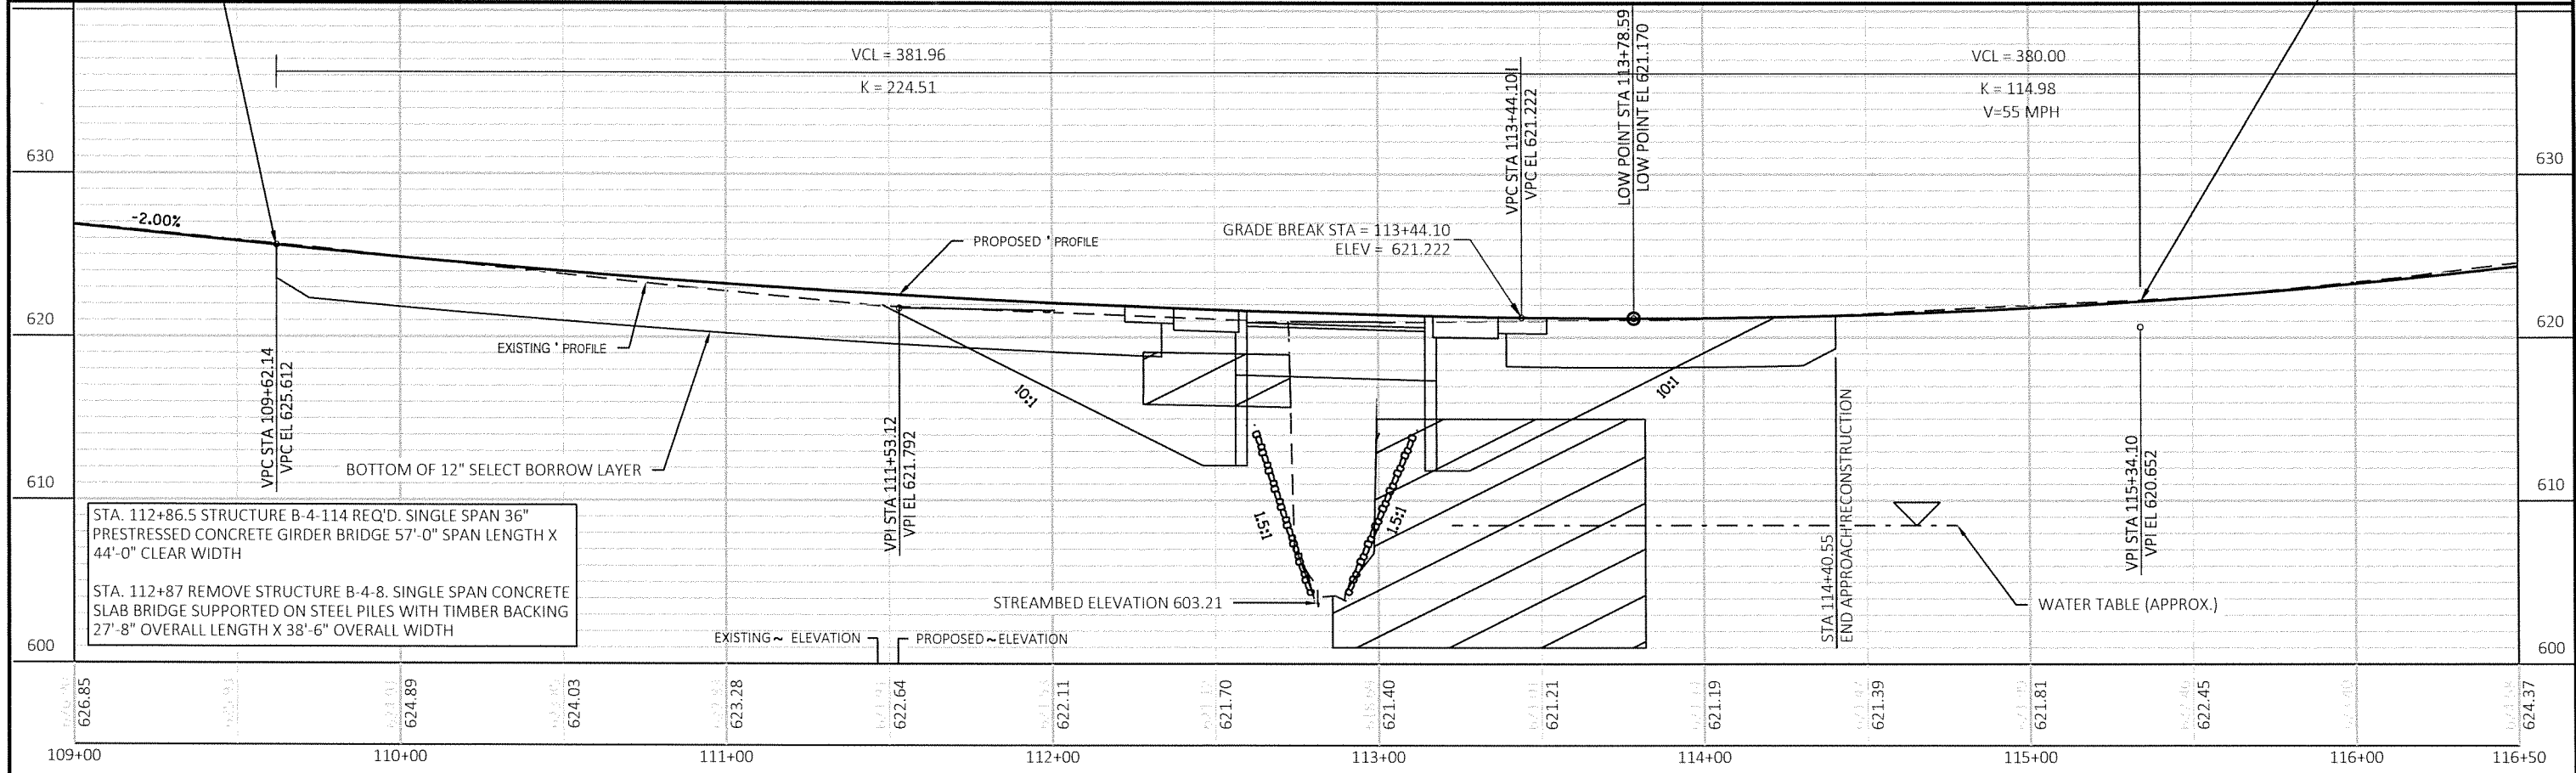 VCL = 381.96
K = 224.51
VCL = 380.00
K = 114.98
V=55 MPH
VPC STA 113+44.10
VPC EL 621.222
LOW POINT STA 113+78.59
LOW POINT EL 621.170
630
630
-2.00%
PROPOSED ' PROFILE
GRADE BREAK STA = 113+44.10
ELEV = 621.222
620
620
EXISTING ' PROFILE
VPC STA 109+62.14
VPC EL 625.612
10:1
10:1
BOTTOM OF 12" SELECT BORROW LAYER
VPI STA 111+53.12
VPI EL 621.792
STA 114+40.55
END APPROACH RECONSTRUCTION
VPI STA 115+34.10
VPI EL 620.652
610
610
STA. 112+86.5 STRUCTURE B-4-114 REQ'D. SINGLE SPAN 36"
PRESTRESSED CONCRETE GIRDER BRIDGE 57'-0" SPAN LENGTH X
44'-0" CLEAR WIDTH
STA. 112+87 REMOVE STRUCTURE B-4-8. SINGLE SPAN CONCRETE
SLAB BRIDGE SUPPORTED ON STEEL PILES WITH TIMBER BACKING
27'-8" OVERALL LENGTH X 38'-6" OVERALL WIDTH
1.5:1
1.5:1
STREAMBED ELEVATION 603.21
WATER TABLE (APPROX.)
EXISTING ~ ELEVATION
PROPOSED ~ ELEVATION
600
600
626.85
624.89
624.03
623.28
622.64
622.11
621.70
621.40
621.21
621.19
621.39
621.81
622.45
624.37
109+00
110+00
111+00
112+00
113+00
114+00
115+00
116+00
116+50